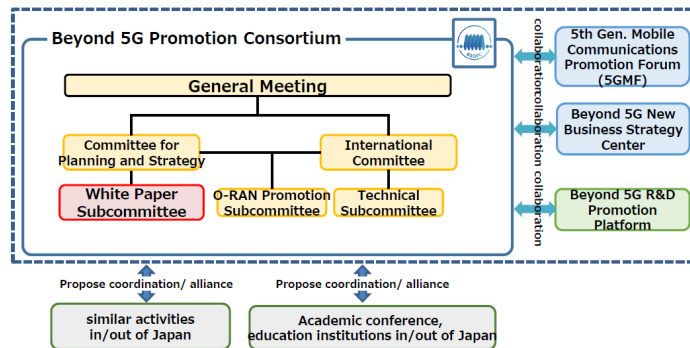 Beyond 5G Promotion Consortium
General Meeting
Committee for
Planning and Strategy
International
Committee
White Paper
Subcommittee
O-RAN Promotion
Subcommittee
Technical
Subcommittee
collaboration
collaboration
collaboration
5th Gen. Mobile
Communications
Promotion Forum
(5GMF)
Beyond 5G New
Business Strategy
Center
Beyond 5G R&D
Promotion
Platform
Propose coordination/ alliance
Propose coordination/ alliance
similar activities
in/out of Japan
Academic conference,
education institutions in/out of Japan